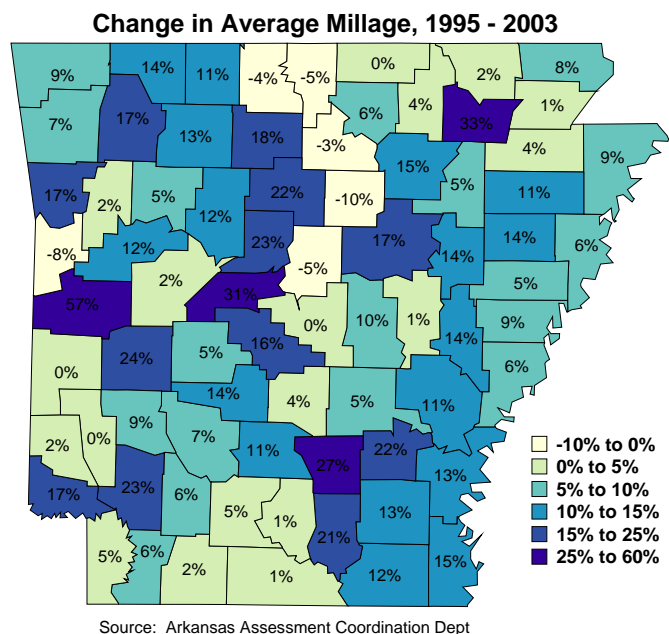 Change in Average Millage, 1995 - 2003
9% 14% 11% -4% -5% 0% 2% 8%
7% 17% 13% 18% -3% 6% 4% 33% 1%
17% 2% 5% 12% 22% -10% 15% 5% 4% 9%
11%
-8% 12% 23% -5% 17% 14% 14% 6%
57% 2% 31% 0% 10% 1% 14% 5%
9%
0% 24% 5% 16% 6%
14% 4% 5% 11%
2% 0% 9% 7% 11% 27% 22% 13%
17% 23% 6% 5% 1% 21% 13%
5% 6% 2% 1% 12% 15%
-10% to 0%
0% to 5%
5% to 10%
10% to 15%
15% to 25%
25% to 60%
Source: Arkansas Assessment Coordination Dept